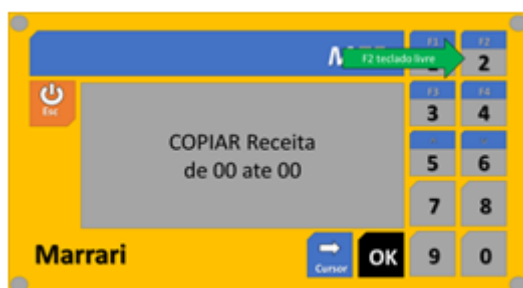 F1
F2
F2 teclado livre
2
Esc
F3
F4
3
4
COPIAR Receita
de 00 ate 00
5
6
7
8
Marrari
Cursor
OK
9
0